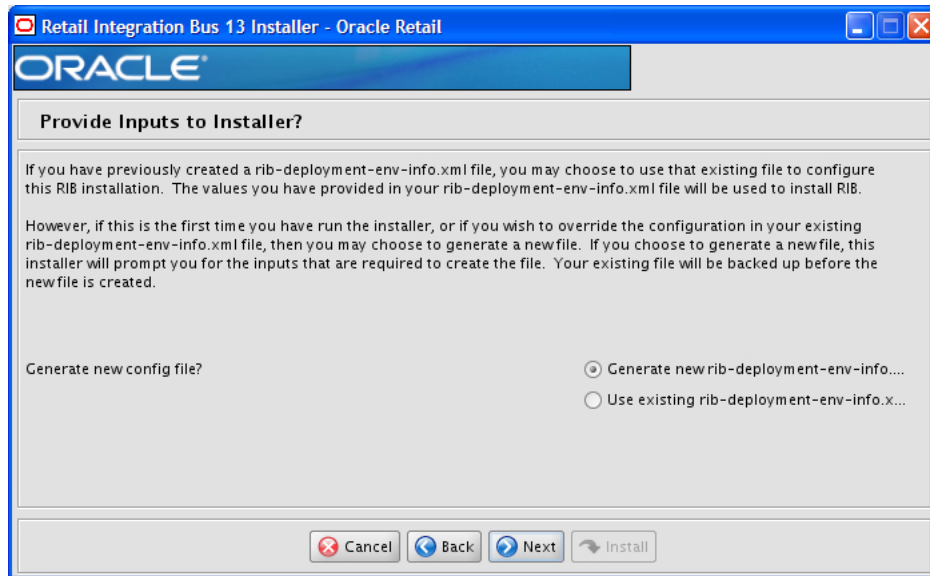 Retail Integration Bus 13 Installer - Oracle Retail
ORACLE®
Provide Inputs to Installer?
If you have previously created a rib-deployment-env-info.xml file, you may choose to use that existing file to configure
this RIB installation. The values you have provided in your rib-deployment-env-info.xml file will be used to install RIB.
However, if this is the first time you have run the installer, or if you wish to override the configuration in your existing
rib-deployment-env-info.xml file, then you may choose to generate a new file. If you choose to generate a new file, this
installer will prompt you for the inputs that are required to create the file. Your existing file will be backed up before the
new file is created.
Generate new config file?
Generate new rib-deployment-env-info....
Use existing rib-deployment-env-info.x...
Cancel Back Next Install